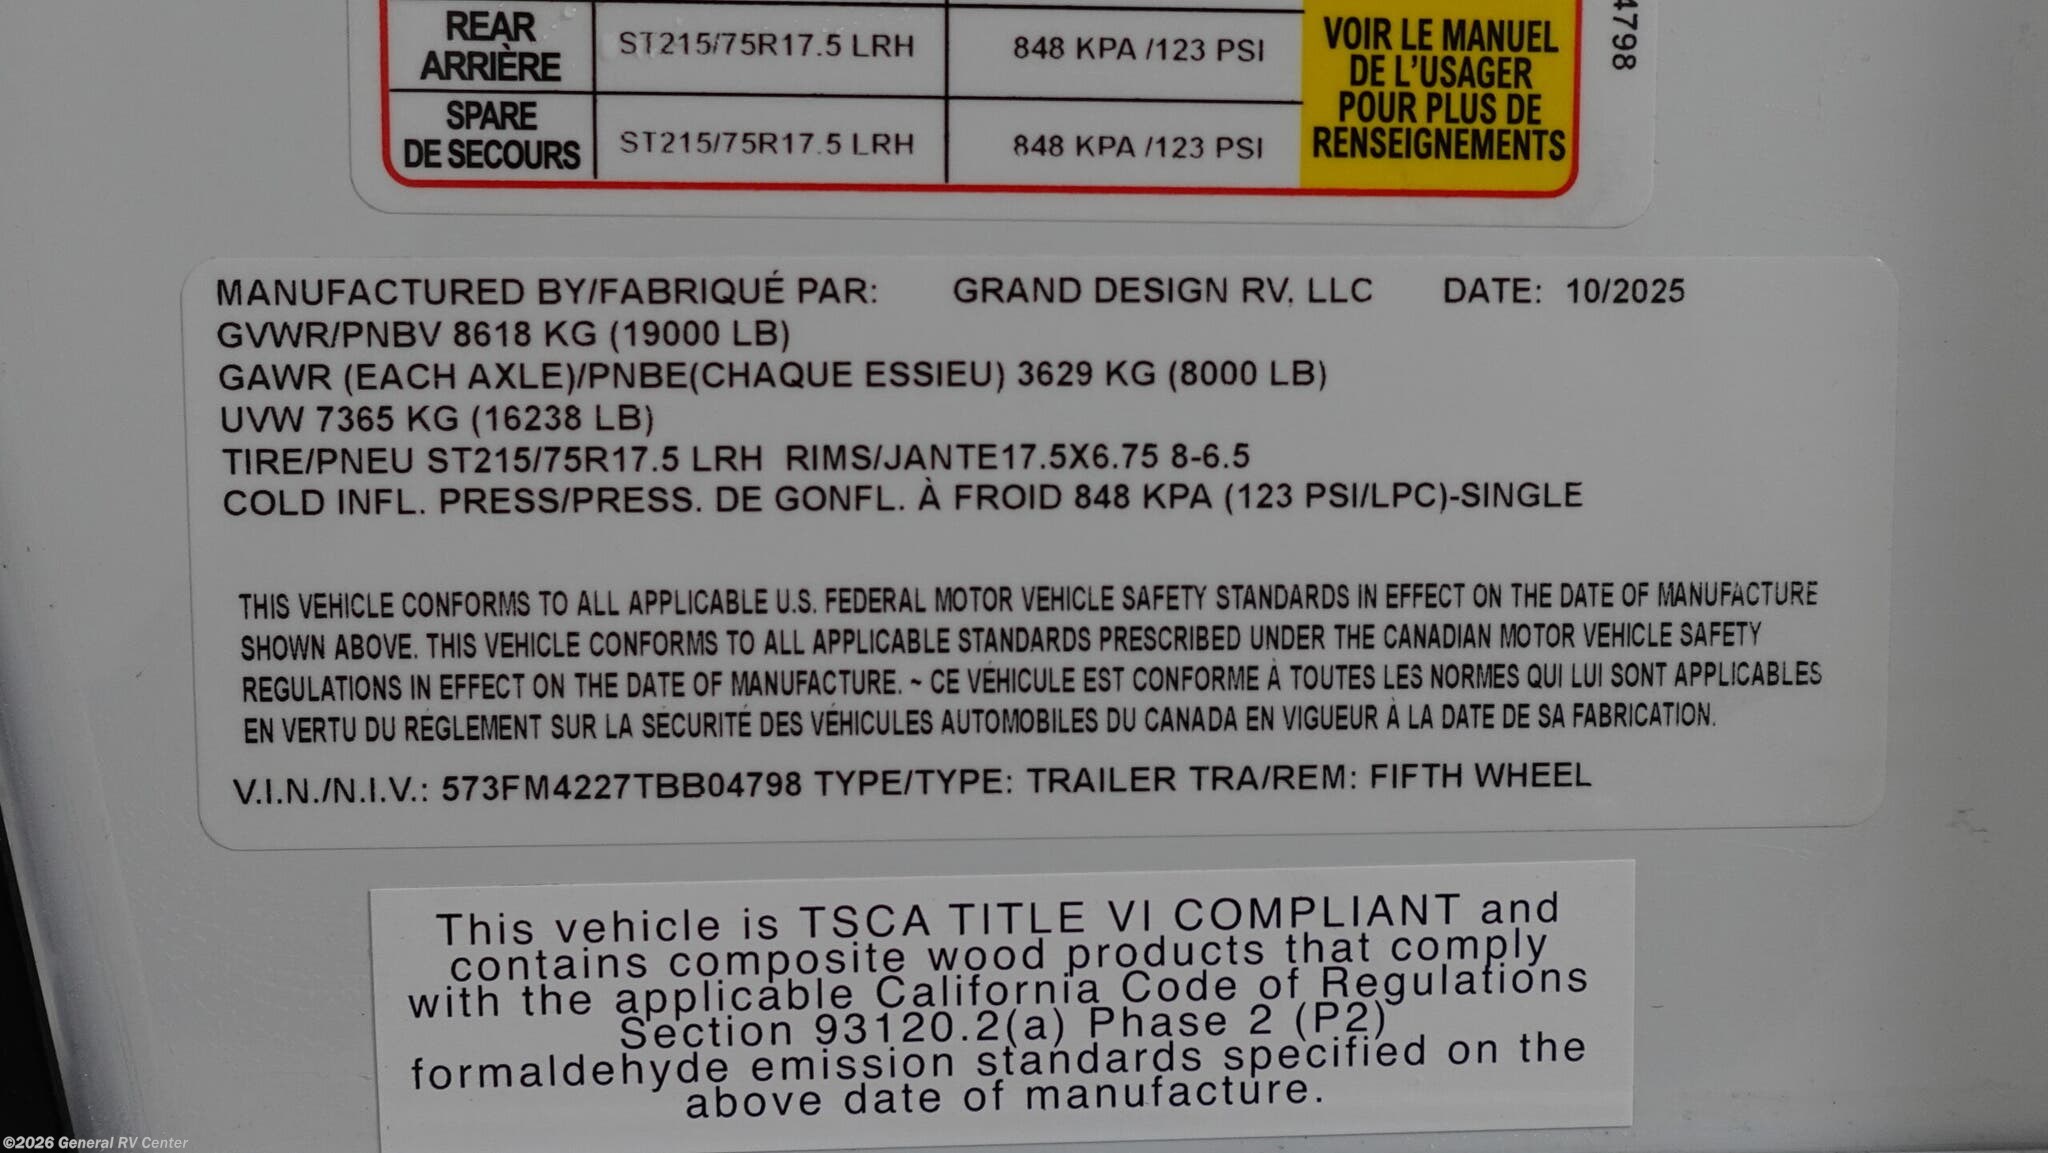 REAR
ARRIÈRE
ST215/75R17.5 LRH
848 KPA /123 PSI
SPARE
DE SECOURS
ST215/75R17.5 LRH
848 KPA /123 PSI
VOIR LE MANUEL
DE L'USAGER
POUR PLUS DE
RENSEIGNEMENTS
4798
MANUFACTURED BY/FABRIQUÉ PAR: GRAND DESIGN RV, LLC DATE: 10/2025
GVWR/PNBV 8618 KG (19000 LB)
GAWR (EACH AXLE)/PNBE(CHAQUE ESSIEU) 3629 KG (8000 LB)
UVW 7365 KG (16238 LB)
TIRE/PNEU ST215/75R17.5 LRH RIMS/JANTE17.5X6.75 8-6.5
COLD INFL. PRESS/PRESS. DE GONFL. À FROID 848 KPA (123 PSI/LPC)-SINGLE
THIS VEHICLE CONFORMS TO ALL APPLICABLE U.S. FEDERAL MOTOR VEHICLE SAFETY STANDARDS IN EFFECT ON THE DATE OF MANUFACTURE
SHOWN ABOVE. THIS VEHICLE CONFORMS TO ALL APPLICABLE STANDARDS PRESCRIBED UNDER THE CANADIAN MOTOR VEHICLE SAFETY
REGULATIONS IN EFFECT ON THE DATE OF MANUFACTURE. ~ CE VÉHICULE EST CONFORME À TOUTES LES NORMES QUI LUI SONT APPLICABLES
EN VERTU DU RÈGLEMENT SUR LA SÉCURITÉ DES VÉHICULES AUTOMOBILES DU CANADA EN VIGUEUR À LA DATE DE SA FABRICATION.
V.I.N./N.I.V.: 573FM4227TBB04798 TYPE/TYPE: TRAILER TRA/REM: FIFTH WHEEL
This vehicle is TSCA TITLE VI COMPLIANT and
contains composite wood products that comply
with the applicable California Code of Regulations
Section 93120.2(a) Phase 2 (P2)
formaldehyde emission standards specified on the
above date of manufacture.
©2026 General RV Center